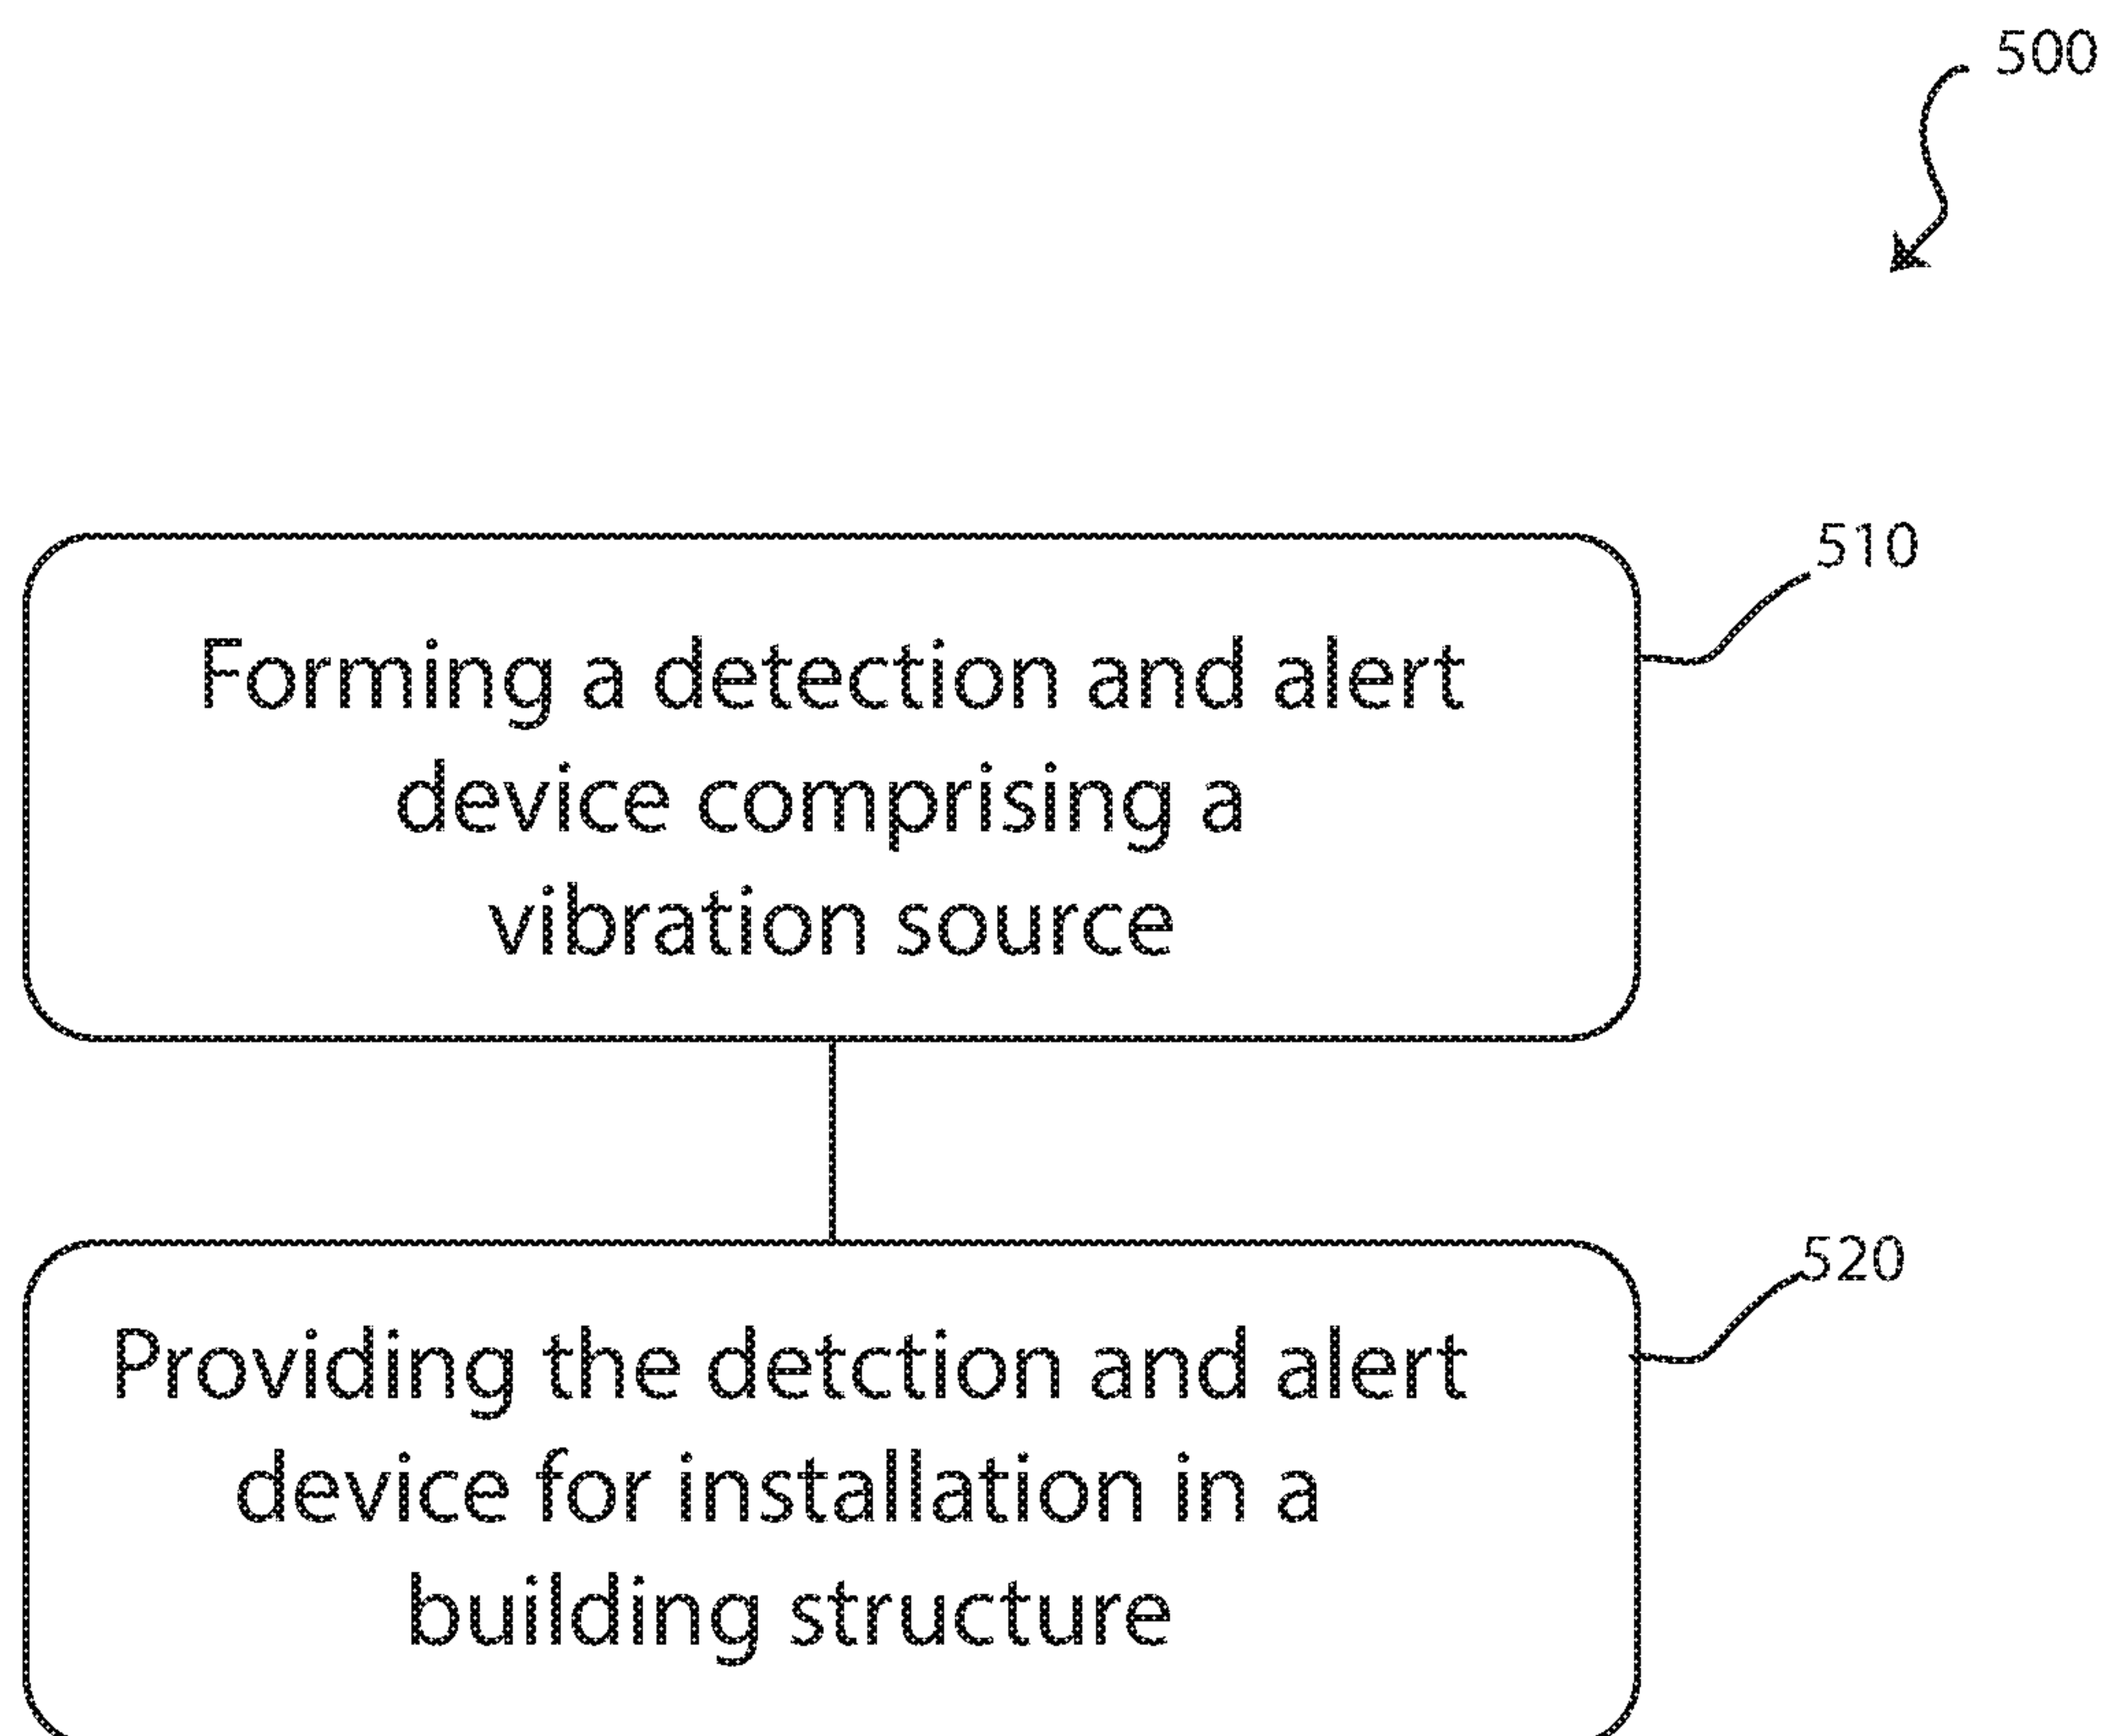 500
510
Forming a detection and alert
device comprising a
vibration source
520
Providing the detction and alert
device for installation in a
building structure